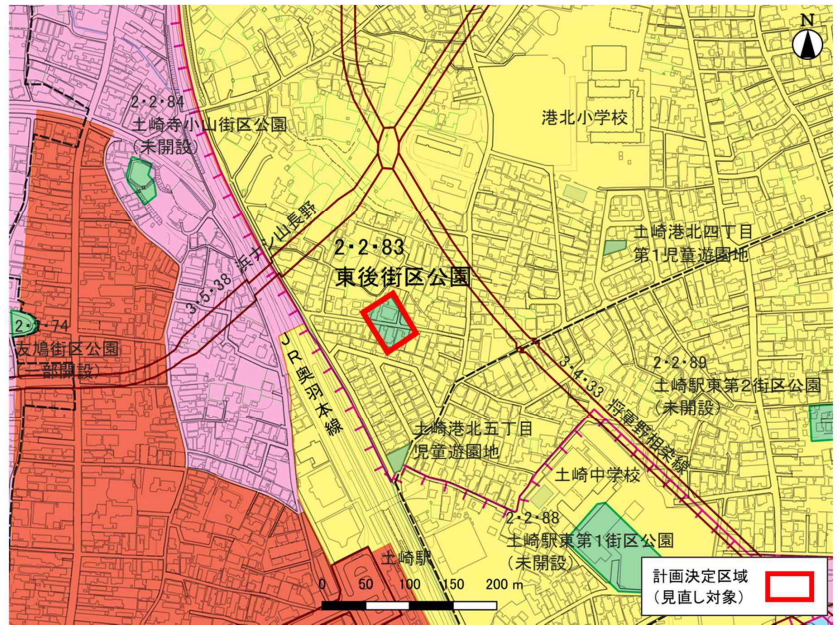 N
2・2・84
土崎寺小山街区公園
(未開設)
港北小学校
3・5・38 浜ナシ山長野
2・2・83
東後街区公園
土崎港北四丁目
第1児童遊園地
2・2・74
友鳩街区公園
(一部開設)
JR奥羽本線
3・4・33 将軍野根染線
2・2・89
土崎駅東第2街区公園
(未開設)
土崎港北五丁目
児童遊園地
土崎中学校
2・2・88
土崎駅東第1街区公園
(未開設)
土崎駅
0 50 100 150 200 m
計画決定区域
(見直し対象)